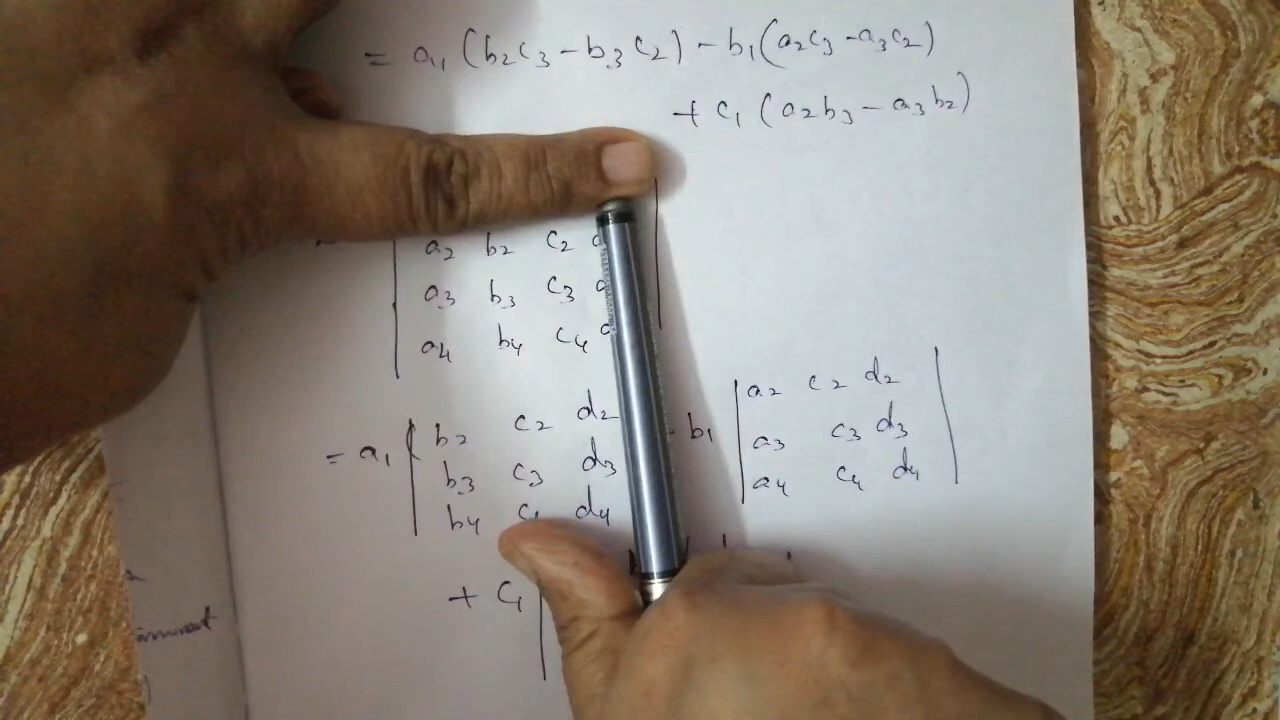 = a₁ (b₂c₃ - b₃c₂) - b₁(a₂c₃ - a₃c₂)
+ c₁ (a₂b₃ - a₃b₂)
a₂ b₂ c₂
a₃ b₃ c₃
a₄ b₄ c₄
= a₁ | b₂ c₂ d₂ - b₁ | a₂ c₂ d₂ |
b₃ c₃ d₃ a₃ c₃ d₃
b₄ d₄ a₄ c₄ d₄
+ c₁ |